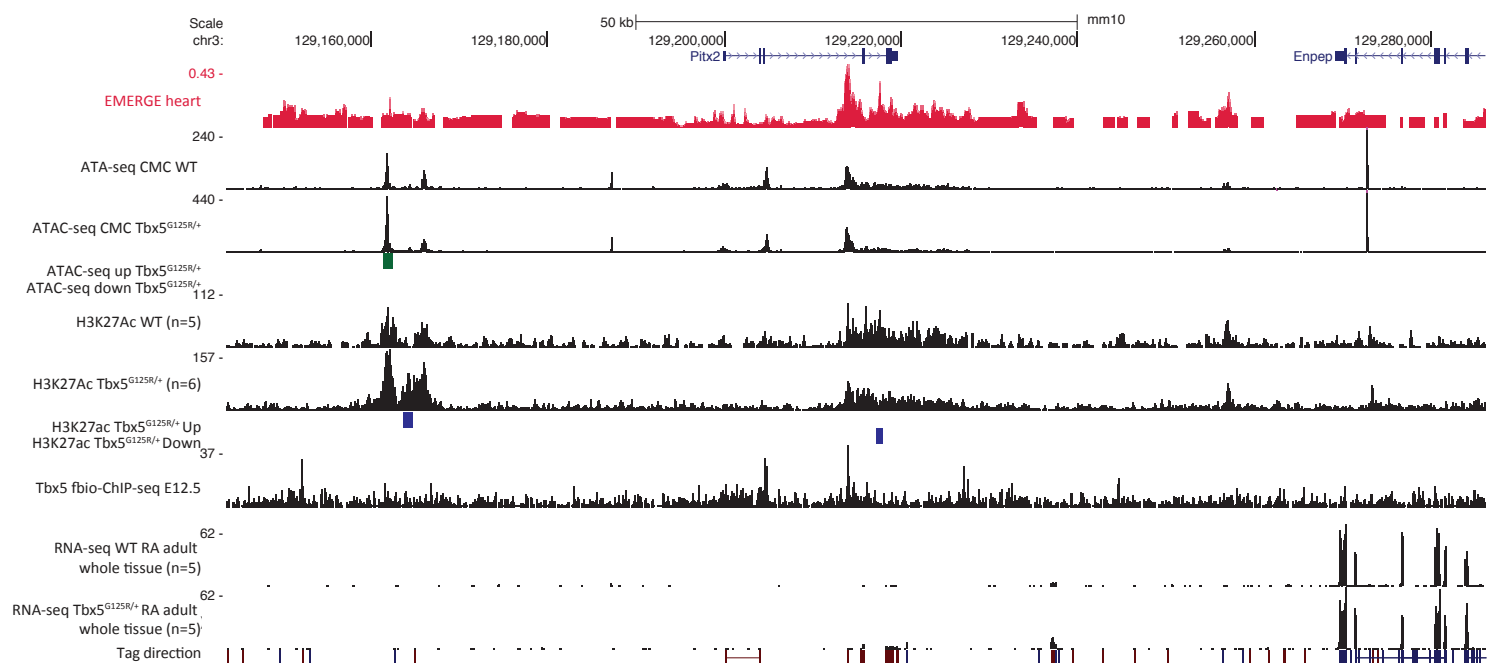 Scale
50 kb
mm10
chr3:
129,160,000
129,180,000
129,200,000
129,220,000
129,240,000
129,260,000
129,280,000
Pitx2
Enpep
0.43 -
EMERGE heart
240 -
ATA-seq CMC WT
440 -
ATAC-seq CMC Tbx5G125R/+
ATAC-seq up Tbx5G125R/+
ATAC-seq down Tbx5G125R/+
112 -
H3K27Ac WT (n=5)
157 -
H3K27Ac Tbx5G125R/+ (n=6)
H3K27ac Tbx5G125R/+ Up
H3K27ac Tbx5G125R/+ Down
37 -
Tbx5 fbio-ChIP-seq E12.5
62 -
RNA-seq WT RA adult
whole tissue (n=5)
62 -
RNA-seq Tbx5G125R/+ RA adult
whole tissue (n=5)
Tag direction